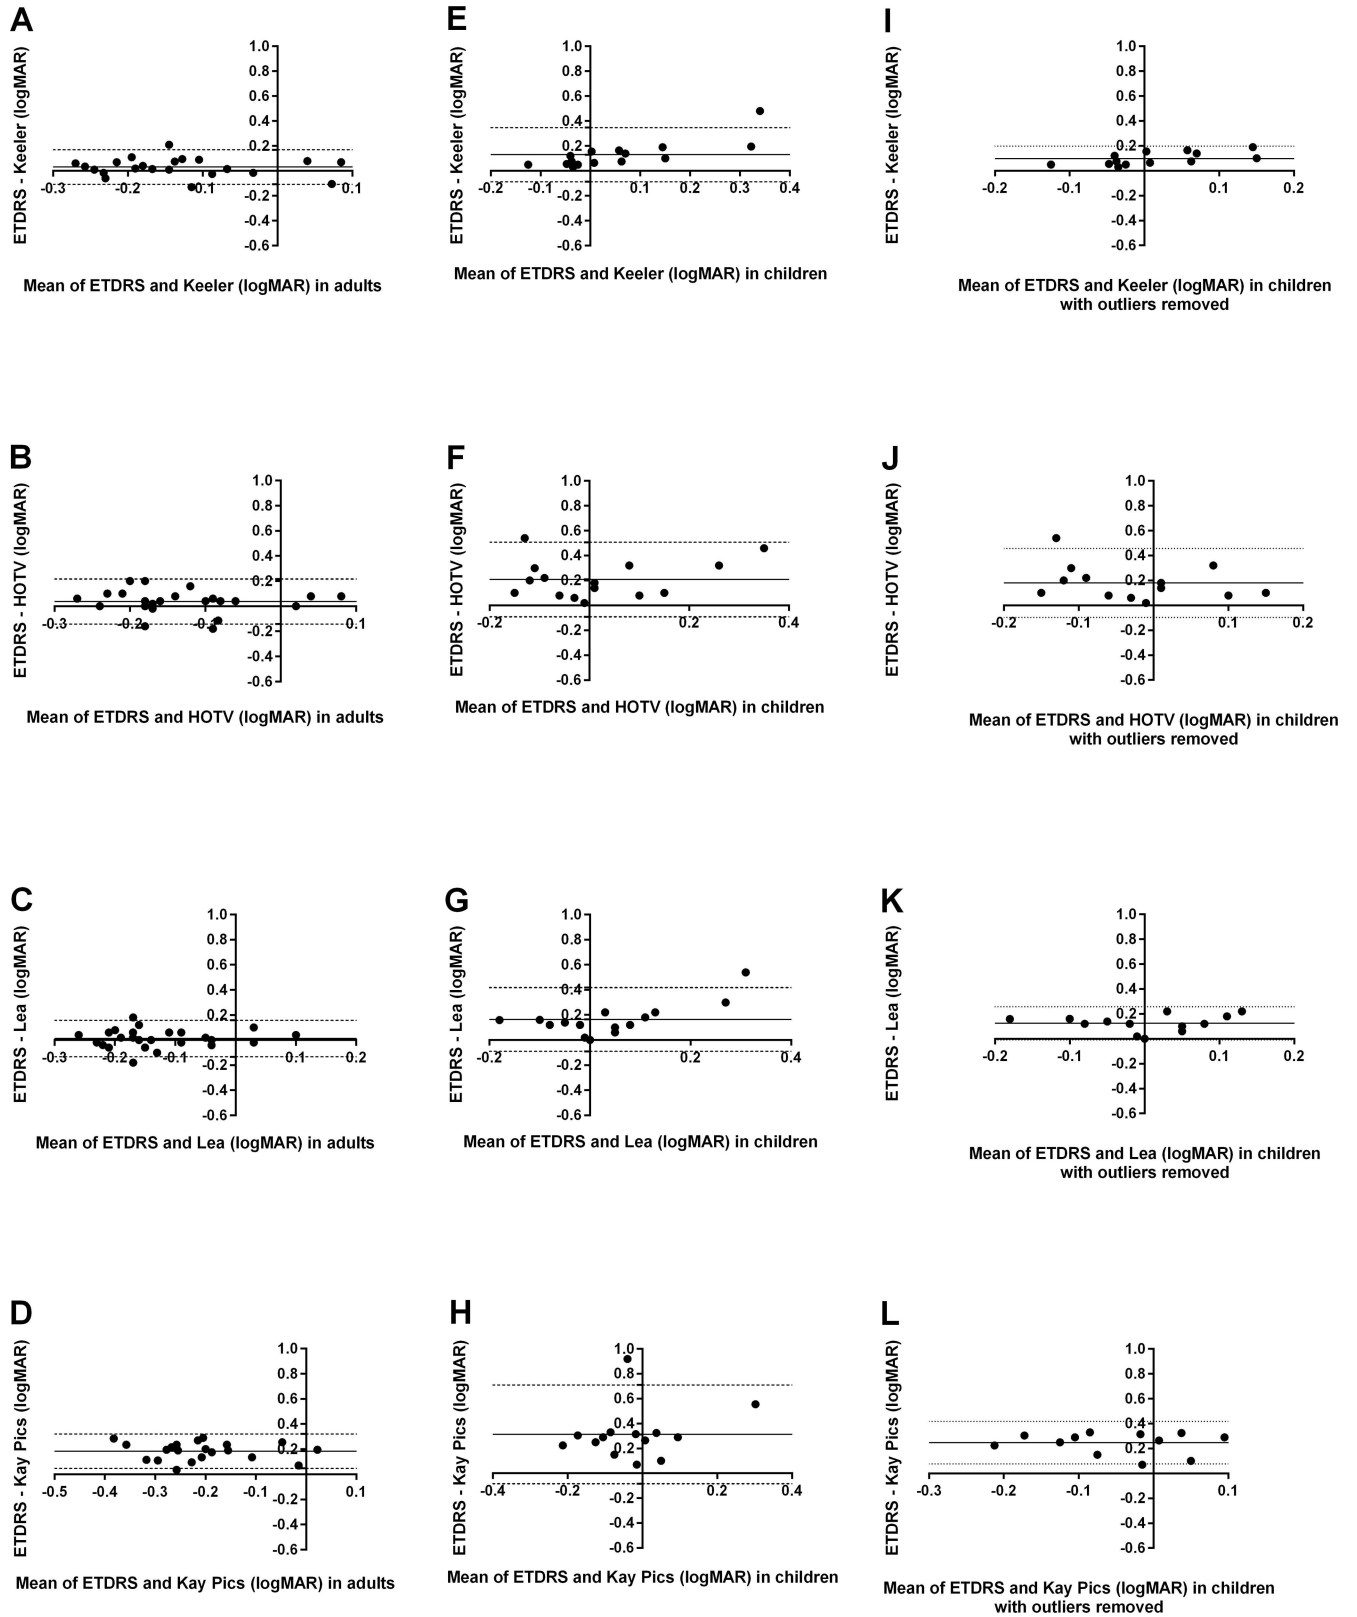 A
ETDRS - Keeler (logMAR)
1.0
0.8
0.6
0.4
0.2
-0.2
-0.4
-0.6
-0.3 -0.2 -0.1 0.1
Mean of ETDRS and Keeler (logMAR) in adults
E
ETDRS - Keeler (logMAR)
1.0
0.8
0.6
0.4
0.2
-0.2
-0.4
-0.6
-0.2 -0.1 0.1 0.2 0.3 0.4
Mean of ETDRS and Keeler (logMAR) in children
I
ETDRS - Keeler (logMAR)
1.0
0.8
0.6
0.4
0.2
-0.2
-0.4
-0.6
-0.2 -0.1 0.1 0.2
Mean of ETDRS and Keeler (logMAR) in children
with outliers removed
B
ETDRS - HOTV (logMAR)
1.0
0.8
0.6
0.4
0.2
-0.2
-0.4
-0.6
-0.3 -0.2 -0.1 0.1
Mean of ETDRS and HOTV (logMAR) in adults
F
ETDRS - HOTV (logMAR)
1.0
0.8
0.6
0.4
0.2
-0.2
-0.4
-0.6
-0.2 0.2 0.4
Mean of ETDRS and HOTV (logMAR) in children
J
ETDRS - HOTV (logMAR)
1.0
0.8
0.6
0.4
0.2
-0.2
-0.4
-0.6
-0.2 -0.1 0.1 0.2
Mean of ETDRS and HOTV (logMAR) in children
with outliers removed
C
ETDRS - Lea (logMAR)
1.0
0.8
0.6
0.4
0.2
-0.2
-0.4
-0.6
-0.3 -0.2 -0.1 0.1 0.2
Mean of ETDRS and Lea (logMAR) in adults
G
ETDRS - Lea (logMAR)
1.0
0.8
0.6
0.4
0.2
-0.2
-0.4
-0.6
-0.2 0.2 0.4
Mean of ETDRS and Lea (logMAR) in children
K
ETDRS - Lea (logMAR)
1.0
0.8
0.6
0.4
0.2
-0.2
-0.4
-0.6
-0.2 -0.1 0.1 0.2
Mean of ETDRS and Lea (logMAR) in children
with outliers removed
D
ETDRS - Kay Pics (logMAR)
1.0
0.8
0.6
0.4
0.2
-0.2
-0.4
-0.6
-0.5 -0.4 -0.3 -0.2 -0.1 0.1
Mean of ETDRS and Kay Pics (logMAR) in adults
H
ETDRS - Kay Pics (logMAR)
1.0
0.8
0.6
0.4
0.2
-0.2
-0.4
-0.6
-0.4 -0.2 0.2 0.4
Mean of ETDRS and Kay Pics (logMAR) in children
L
ETDRS - Kay Pics (logMAR)
1.0
0.8
0.6
0.4
0.2
-0.2
-0.4
-0.6
-0.3 -0.2 -0.1 0.1
Mean of ETDRS and Kay Pics (logMAR) in children
with outliers removed